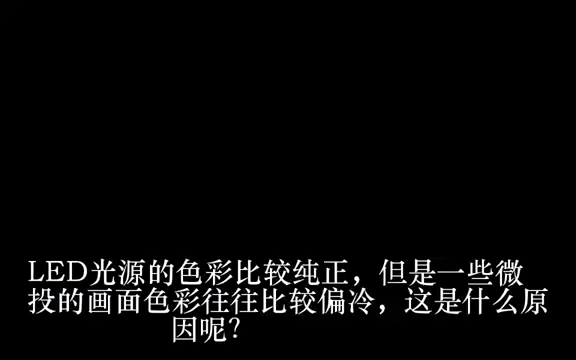 LED光源的色彩比较纯正，但是一些微
投的画面色彩往往比较偏冷，这是什么原
因呢？